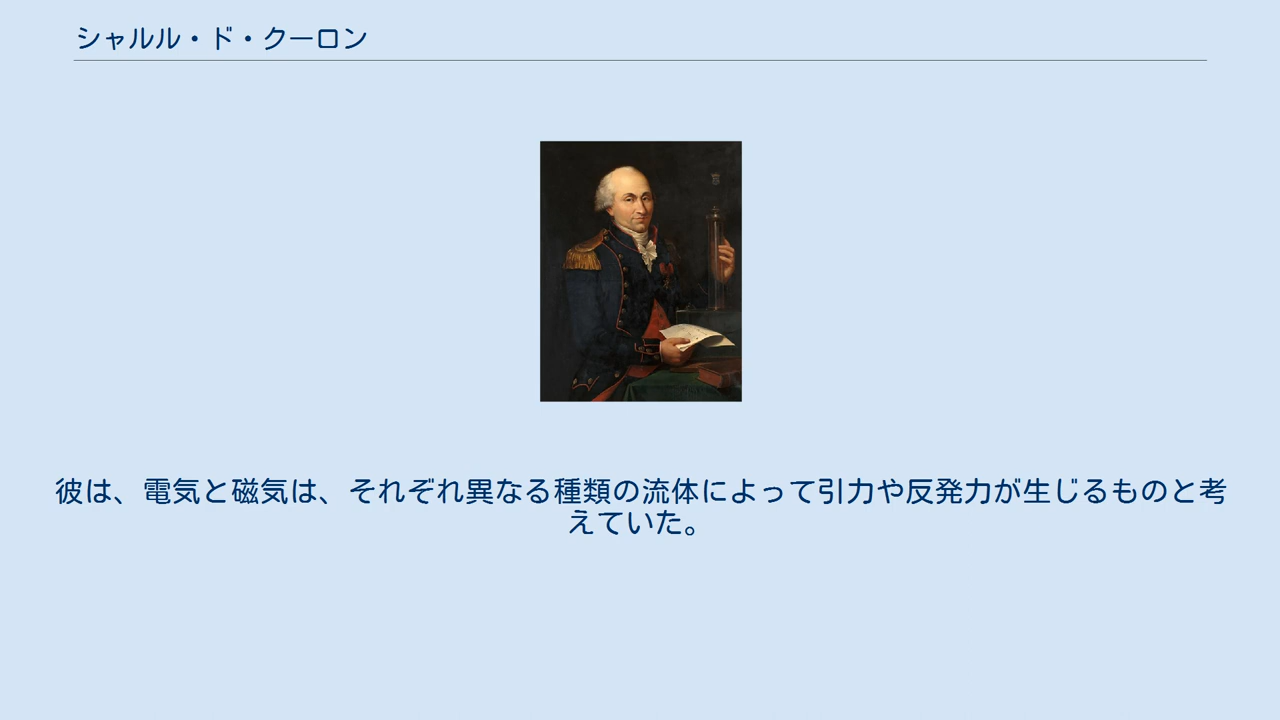 シャルル・ド・クーロン
彼は、電気と磁気は、それぞれ異なる種類の流体によって引力や反発力が生じるものと考
えていた。